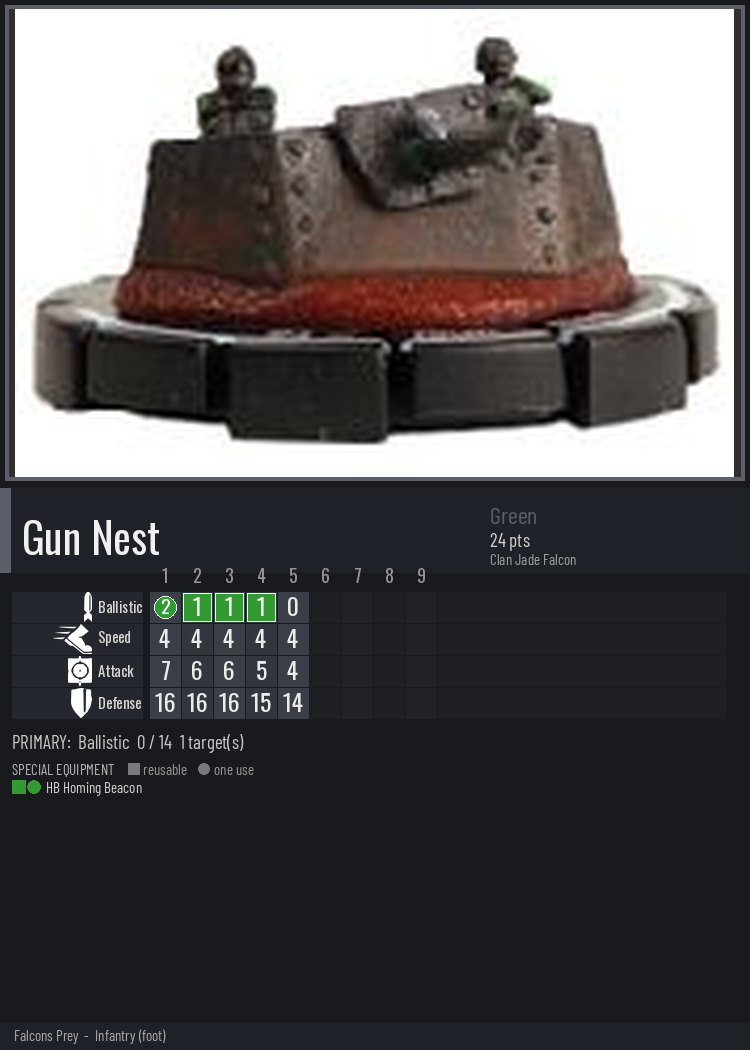 Gun Nest
Green
24 pts
Clan Jade Falcon
1 2 3 4 5 6 7 8 9
Ballistic 2 1 1 1 0
Speed 4 4 4 4 4
Attack 7 6 6 5 4
Defense 16 16 16 15 14
PRIMARY: Ballistic 0 / 14 1 target(s)
SPECIAL EQUIPMENT reusable one use
HB Homing Beacon
Falcons Prey - Infantry (foot)